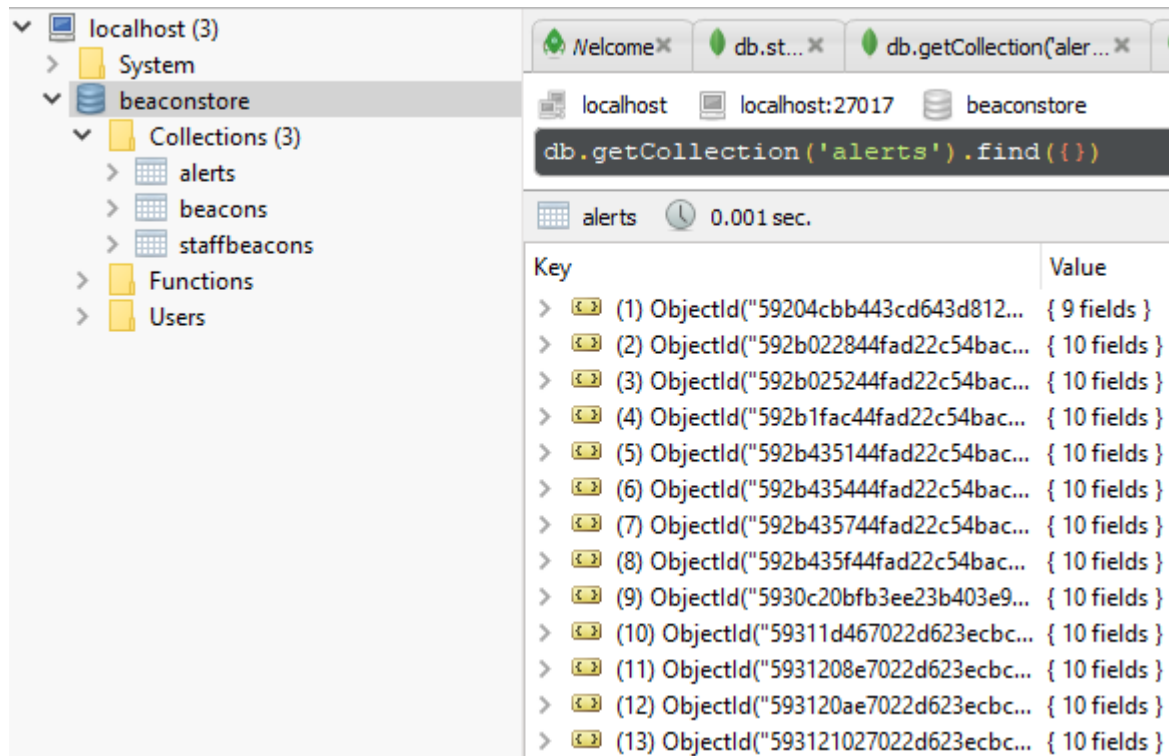 localhost (3)
System
beaconstore
Collections (3)
alerts
beacons
staffbeacons
Functions
Users
Welcome db.st... db.getCollection('aler...
localhost localhost:27017 beaconstore
db.getCollection('alerts').find({})
alerts 0.001 sec.
Key Value
(1) ObjectId("59204cbb443cd643d812... { 9 fields }
(2) ObjectId("592b022844fad22c54bac... { 10 fields }
(3) ObjectId("592b025244fad22c54bac... { 10 fields }
(4) ObjectId("592b1fac44fad22c54bac... { 10 fields }
(5) ObjectId("592b435144fad22c54bac... { 10 fields }
(6) ObjectId("592b435444fad22c54bac... { 10 fields }
(7) ObjectId("592b435744fad22c54bac... { 10 fields }
(8) ObjectId("592b435f44fad22c54bac... { 10 fields }
(9) ObjectId("5930c20bfb3ee23b403e9... { 10 fields }
(10) ObjectId("59311d467022d623ecbc... { 10 fields }
(11) ObjectId("5931208e7022d623ecbc... { 10 fields }
(12) ObjectId("593120ae7022d623ecbc... { 10 fields }
(13) ObjectId("593121027022d623ecbc... { 10 fields }